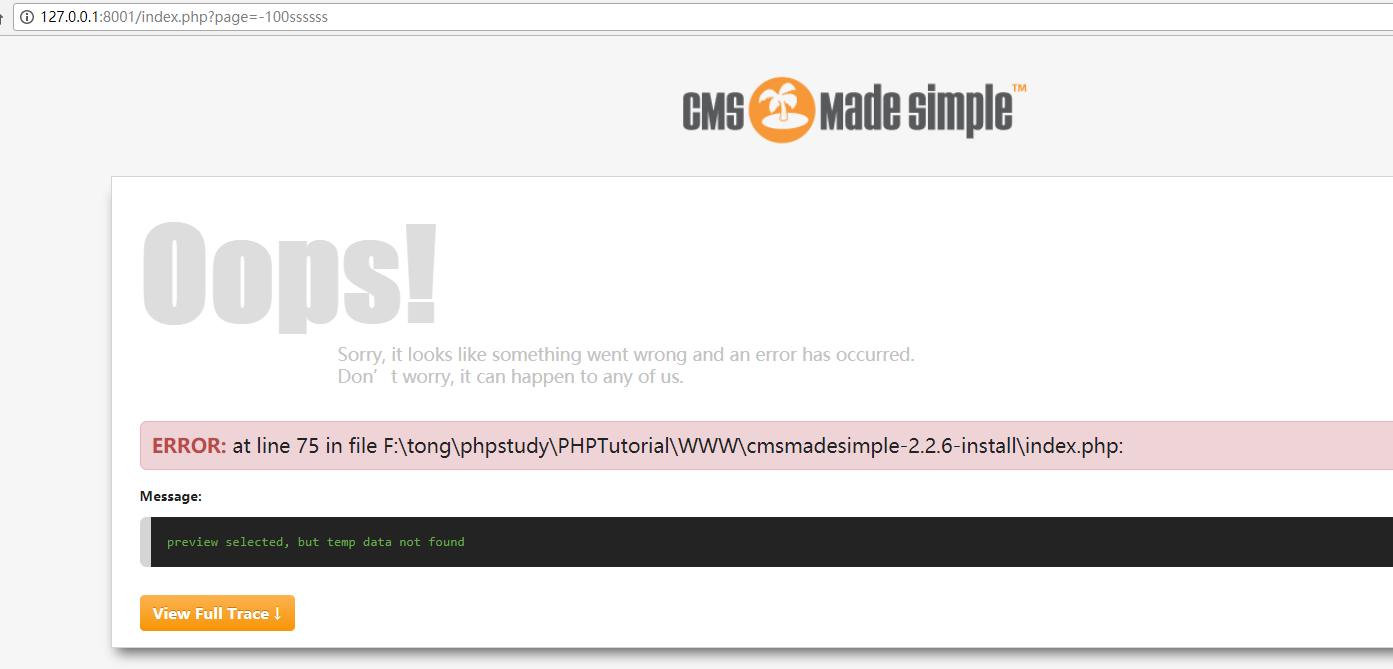 127.0.0.1:8001/index.php?page=-100ssssss
CMS made simple™
Oops!
Sorry, it looks like something went wrong and an error has occurred.
Don’t worry, it can happen to any of us.
ERROR: at line 75 in file F:\tong\phpstudy\PHPTutorial\WWW\cmsmadesimple-2.2.6-install\index.php:
Message:
preview selected, but temp data not found
View Full Trace ↓